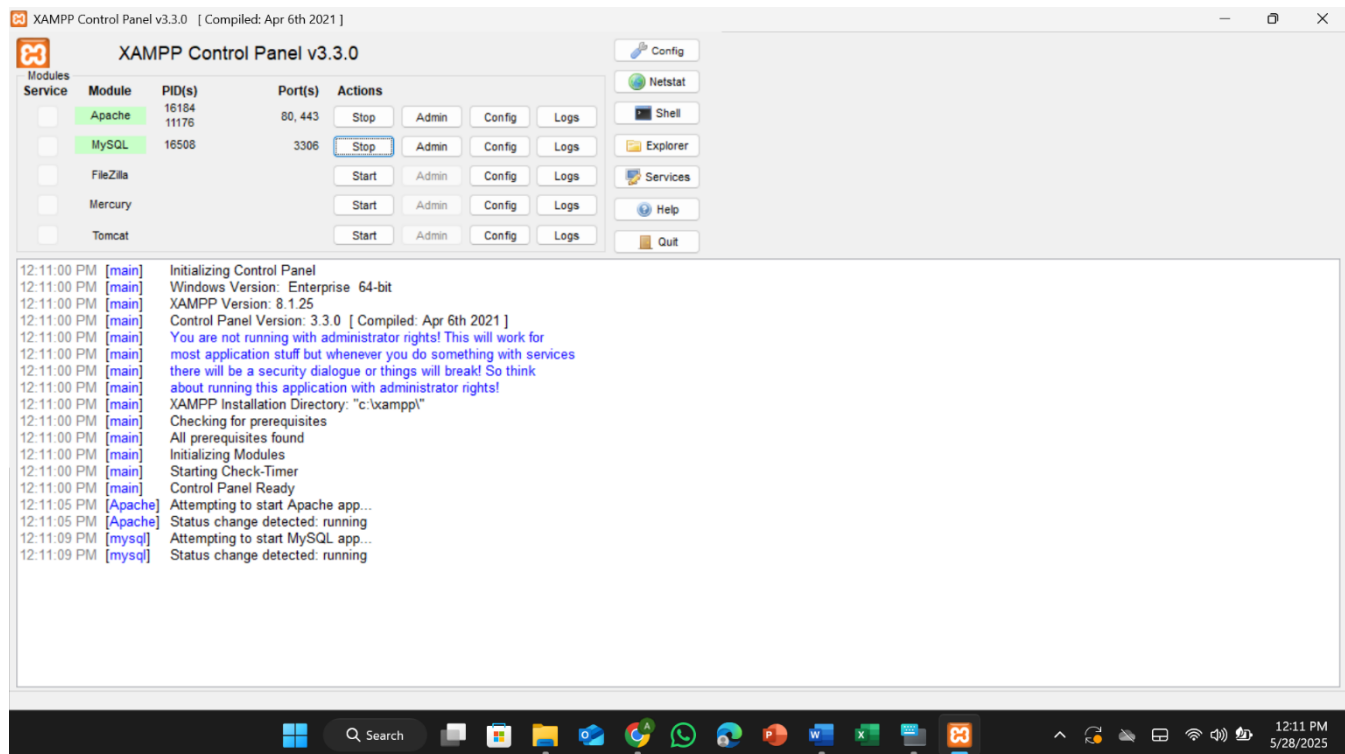 XAMPP Control Panel v3.3.0 [ Compiled: Apr 6th 2021 ]
XAMPP Control Panel v3.3.0
Modules
Service Module PID(s) Port(s) Actions
Apache 16184 11176 80, 443 Stop Admin Config Logs
MySQL 16508 3306 Stop Admin Config Logs
FileZilla Start Admin Config Logs
Mercury Start Admin Config Logs
Tomcat Start Admin Config Logs
Config
Netstat
Shell
Explorer
Services
Help
Quit
12:11:00 PM [main] Initializing Control Panel
12:11:00 PM [main] Windows Version: Enterprise 64-bit
12:11:00 PM [main] XAMPP Version: 8.1.25
12:11:00 PM [main] Control Panel Version: 3.3.0 [ Compiled: Apr 6th 2021 ]
12:11:00 PM [main] You are not running with administrator rights! This will work for
12:11:00 PM [main] most application stuff but whenever you do something with services
12:11:00 PM [main] there will be a security dialogue or things will break! So think
12:11:00 PM [main] about running this application with administrator rights!
12:11:00 PM [main] XAMPP Installation Directory: "c:\xampp\"
12:11:00 PM [main] Checking for prerequisites
12:11:00 PM [main] All prerequisites found
12:11:00 PM [main] Initializing Modules
12:11:00 PM [main] Starting Check-Timer
12:11:00 PM [main] Control Panel Ready
12:11:05 PM [Apache] Attempting to start Apache app...
12:11:05 PM [Apache] Status change detected: running
12:11:09 PM [mysql] Attempting to start MySQL app...
12:11:09 PM [mysql] Status change detected: running
Search
12:11 PM
5/28/2025